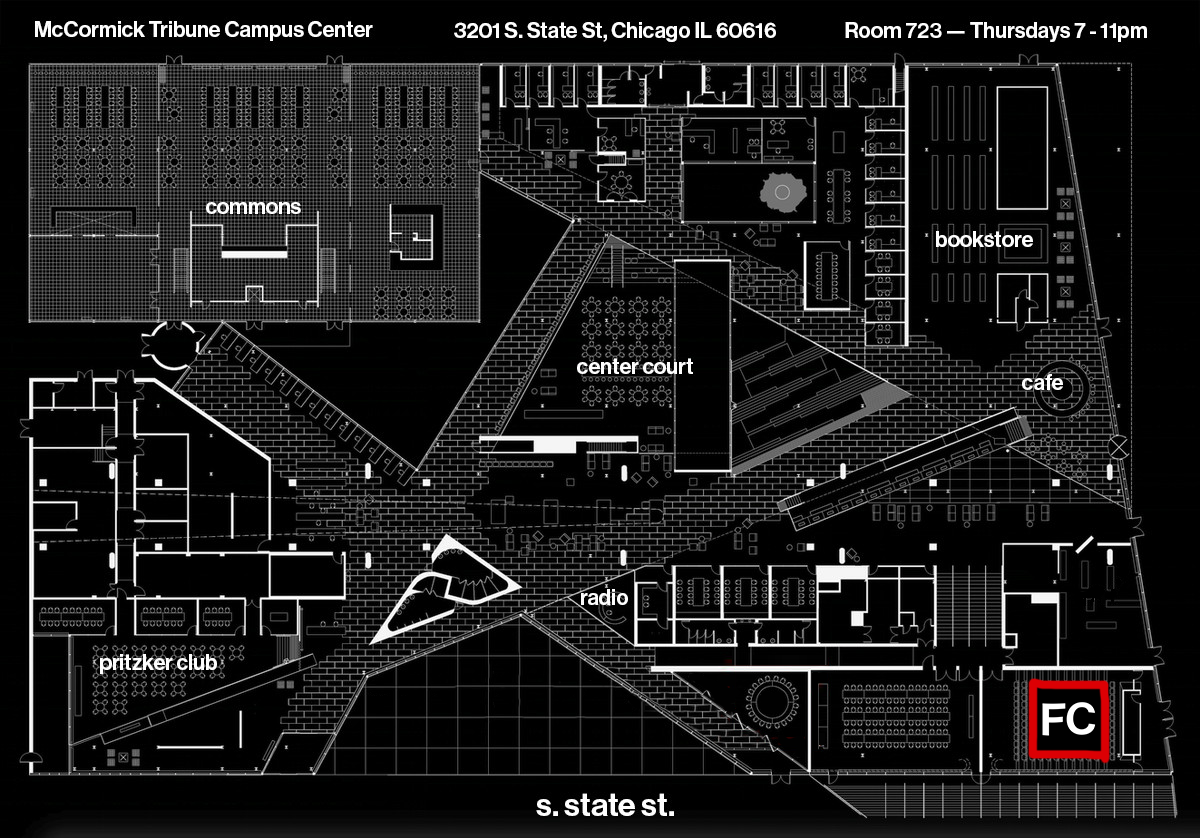 McCormick Tribune Campus Center
3201 S. State St, Chicago IL 60616
Room 723 — Thursdays 7 - 11pm
commons
bookstore
center court
cafe
radio
pritzker club
FC
s. state st.